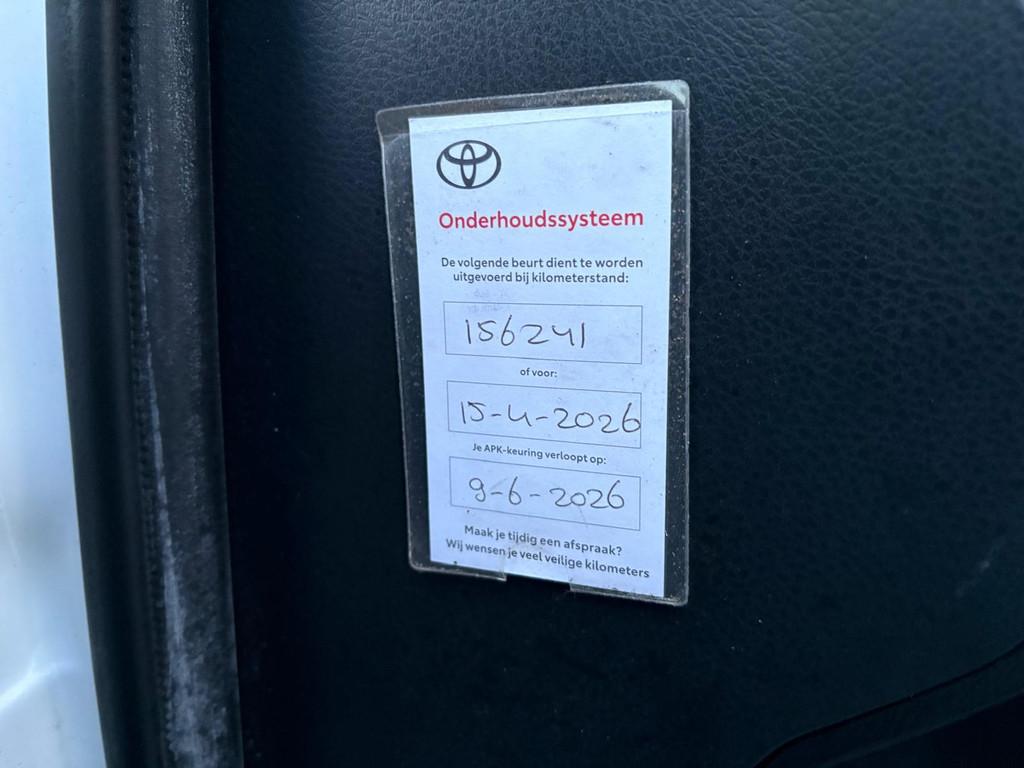 Onderhoudssysteem
De volgende beurt dient te worden
uitgevoerd bij kilometerstand:
156241
of voor:
15-4-2026
Je APK-keuring verloopt op:
9-6-2026
Maak je tijdig een afspraak?
Wij wensen je veel veilige kilometers